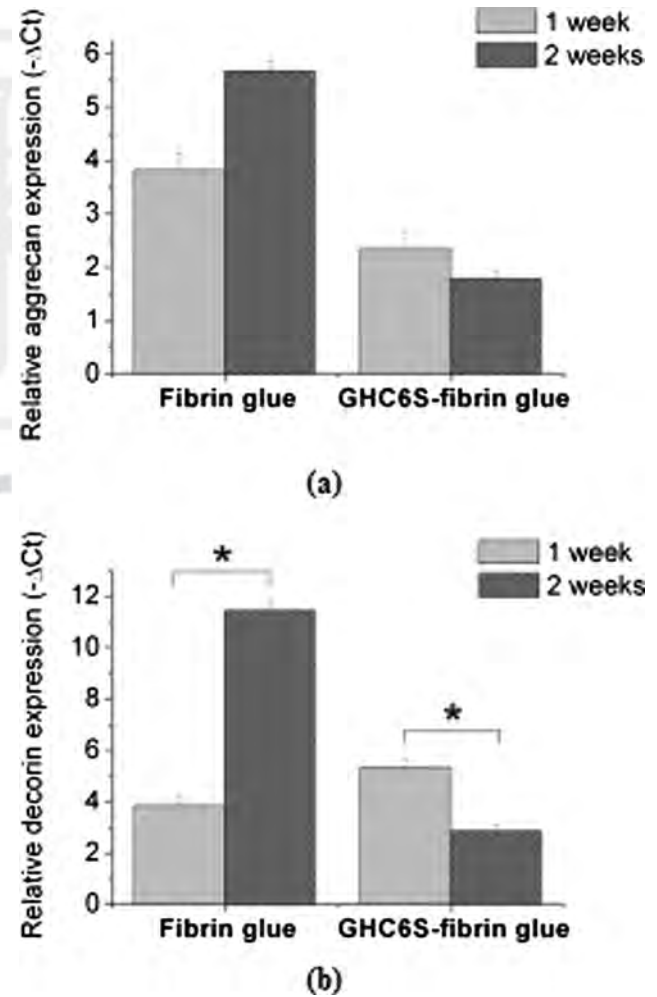 1 week
2 weeks
Relative aggrecan expression (-ΔCt)
6
5
4
3
2
1
0
Fibrin glue
GHC6S-fibrin glue
(a)
1 week
2 weeks
Relative decorin expression (-ΔCt)
12
10
8
6
4
2
0
*
*
Fibrin glue
GHC6S-fibrin glue
(b)